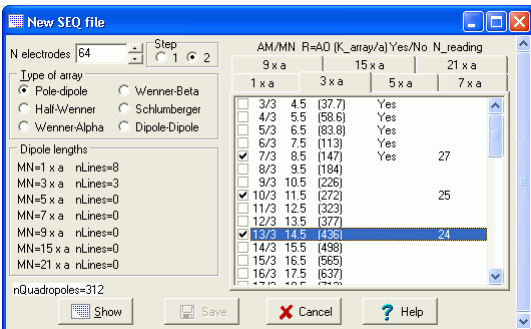 New SEQ file
N electrodes 64 Step 1 2
AM/MN R=AO (K_array/a) Yes/No N_reading
9 x a 15 x a 21 x a
1 x a 3 x a 5 x a 7 x a
Type of array
Pole-dipole Wenner-Beta
Half-Wenner Schlumberger
Wenner-Alpha Dipole-Dipole
Dipole lengths
MN=1 x a nLines=8
MN=3 x a nLines=3
MN=5 x a nLines=0
MN=7 x a nLines=0
MN=9 x a nLines=0
MN=15 x a nLines=0
MN=21 x a nLines=0
nQuadropoles=312
3/3 4.5 (37.7) Yes
4/3 5.5 (58.6) Yes
5/3 6.5 (83.8) Yes
6/3 7.5 (113) Yes
7/3 8.5 (147) Yes 27
8/3 9.5 (184)
9/3 10.5 (226)
10/3 11.5 (272) 25
11/3 12.5 (323)
12/3 13.5 (377)
13/3 14.5 (436) 24
14/3 15.5 (498)
15/3 16.5 (565)
16/3 17.5 (637)
Show Save Cancel Help